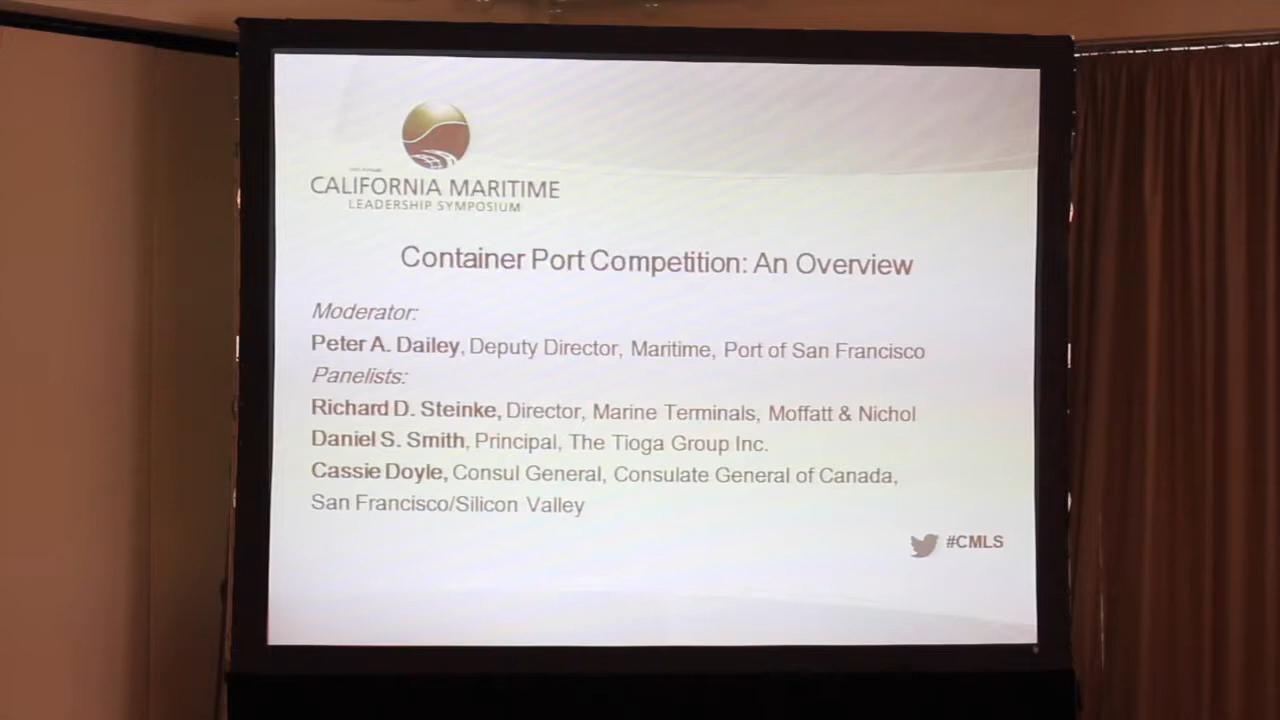 CALIFORNIA MARITIME
LEADERSHIP SYMPOSIUM
Container Port Competition: An Overview
Moderator:
Peter A. Dailey, Deputy Director, Maritime, Port of San Francisco
Panelists:
Richard D. Steinke, Director, Marine Terminals, Moffatt & Nichol
Daniel S. Smith, Principal, The Tioga Group Inc.
Cassie Doyle, Consul General, Consulate General of Canada,
San Francisco/Silicon Valley
#CMLS